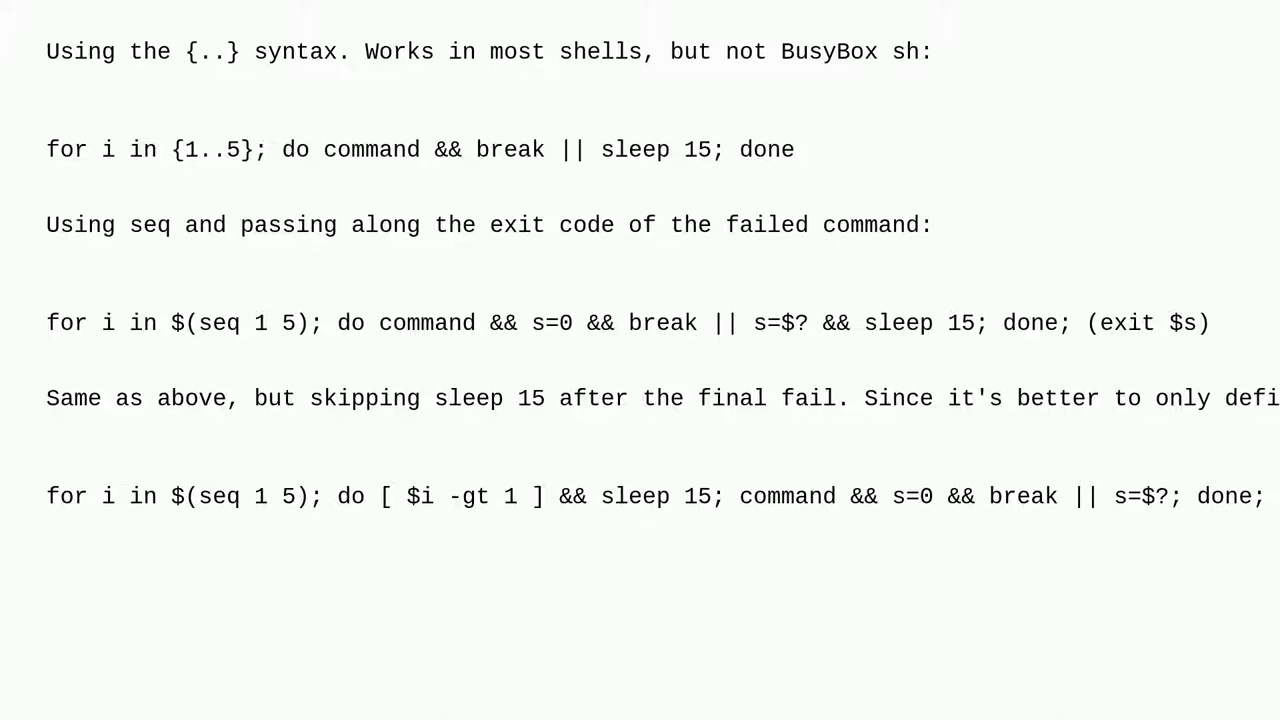 Using the {..} syntax. Works in most shells, but not BusyBox sh:
for i in {1..5}; do command && break || sleep 15; done
Using seq and passing along the exit code of the failed command:
for i in $(seq 1 5); do command && s=0 && break || s=$? && sleep 15; done; (exit $s)
Same as above, but skipping sleep 15 after the final fail. Since it's better to only defi
for i in $(seq 1 5); do [ $i -gt 1 ] && sleep 15; command && s=0 && break || s=$?; done;